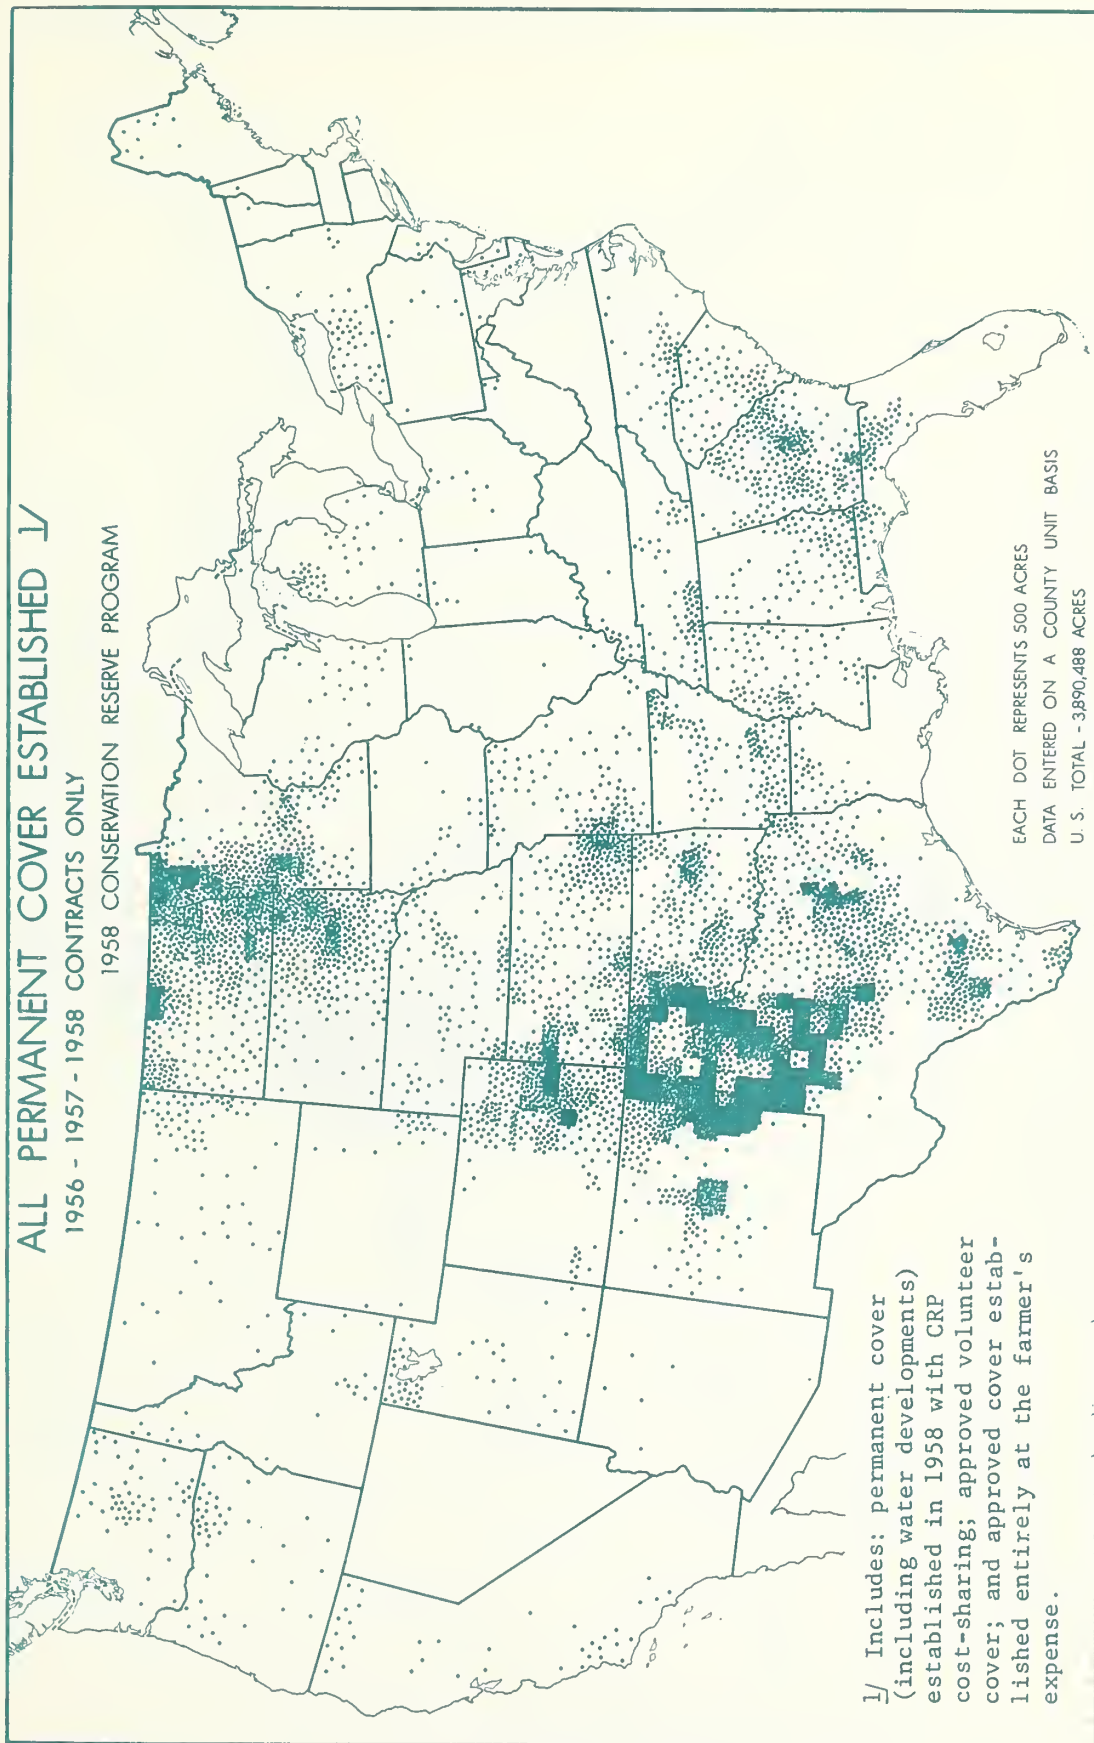 ALL PERMANENT COVER ESTABLISHED 1/
1956 - 1957 - 1958 CONTRACTS ONLY
1958 CONSERVATION RESERVE PROGRAM
EACH DOT REPRESENTS 500 ACRES
DATA ENTERED ON A COUNTY UNIT BASIS
U. S. TOTAL - 3,890,488 ACRES
1/ Includes: permanent cover
(including water developments)
established in 1958 with CRP
cost-sharing; approved volunteer
cover; and approved cover estab-
lished entirely at the farmer's
expense.